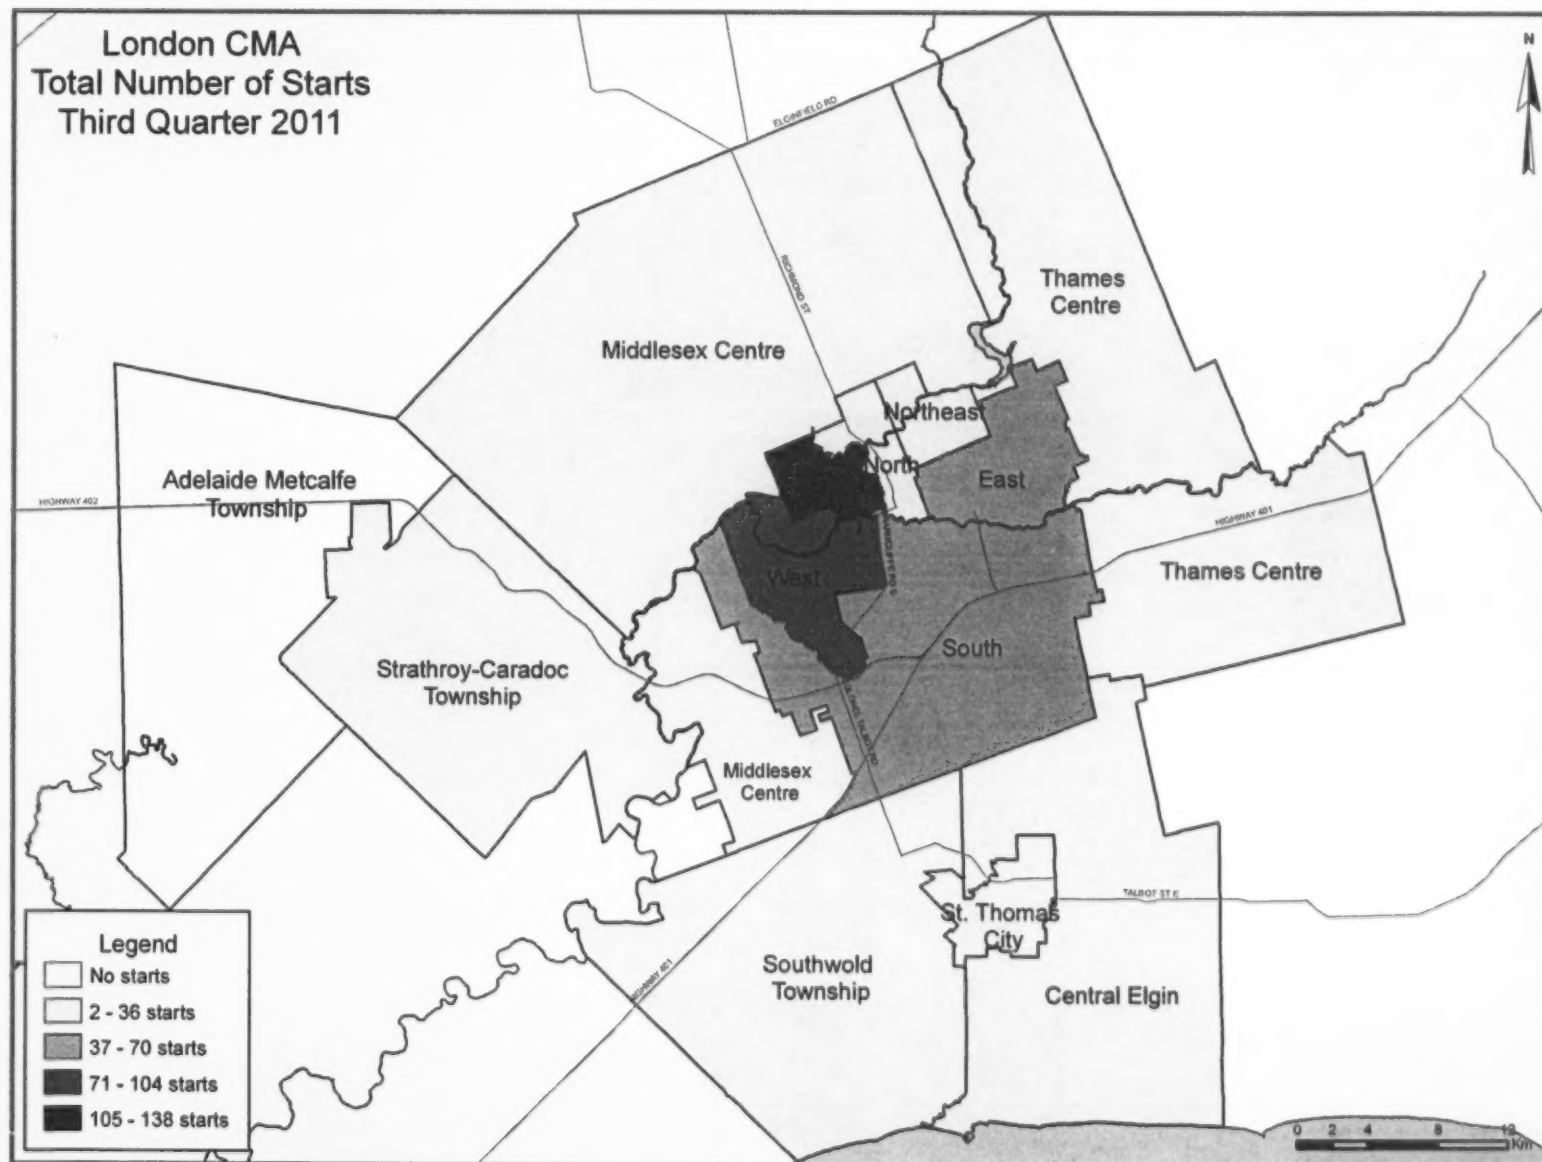 London CMA
Total Number of Starts
Third Quarter 2011
N
ELGINFIELD RD
RICHMOND ST
Thames
Centre
Middlesex Centre
Northeast
North
East
Adelaide Metcalfe
Township
HIGHWAY 402
HIGHWAY 401
West
Thames Centre
South
Strathroy-Caradoc
Township
Middlesex
Centre
TALBOT ST E
St. Thomas
City
Southwold
Township
HIGHWAY 401
Central Elgin
Legend
No starts
2 - 36 starts
37 - 70 starts
71 - 104 starts
105 - 138 starts
0 2 4 8
Km